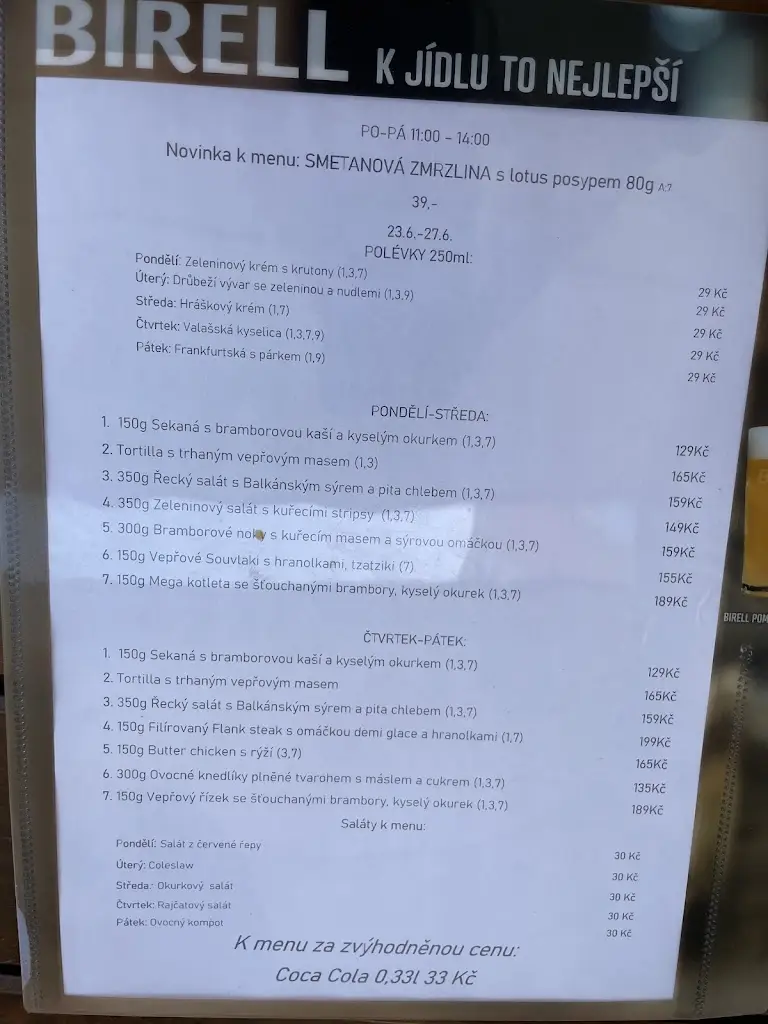 BIRELL K JÍDLU TO NEJLEPŠÍ
PO-PÁ 11:00 - 14:00
Novinka k menu: SMETANOVÁ ZMRZLINA s lotus posypem 80g A:7
39,-
23.6.-27.6.
POLÉVKY 250ml:
Pondělí: Zeleninový krém s krutony (1,3,7) 29 Kč
Úterý: Drůbeží vývar se zeleninou a nudlemi (1,3,9) 29 Kč
Středa: Hráškový krém (1,7) 29 Kč
Čtvrtek: Valašská kyselica (1,3,7,9) 29 Kč
Pátek: Frankfurtská s párkem (1,9) 29 Kč
PONDĚLÍ-STŘEDA:
1. 150g Sekaná s bramborovou kaší a kyselým okurkem (1,3,7) 129Kč
2. Tortilla s trhaným vepřovým masem (1,3) 165Kč
3. 350g Řecký salát s Balkánským sýrem a pita chlebem (1,3,7) 159Kč
4. 350g Zeleninový salát s kuřecími stripsy (1,3,7) 149Kč
5. 300g Bramborové noky s kuřecím masem a sýrovou omáčkou (1,3,7) 159Kč
6. 150g Vepřové Souvlaki s hranolkami, tzatziki (7) 155Kč
7. 150g Mega kotleta se šťouchanými brambory, kyselý okurek (1,3,7) 189Kč
ČTVRTEK-PÁTEK:
1. 150g Sekaná s bramborovou kaší a kyselým okurkem (1,3,7) 129Kč
2. Tortilla s trhaným vepřovým masem 165Kč
3. 350g Řecký salát s Balkánským sýrem a pita chlebem (1,3,7) 159Kč
4. 150g Filírovaný Flank steak s omáčkou demi glace a hranolkami (1,7) 199Kč
5. 150g Butter chicken s rýží (3,7) 165Kč
6. 300g Ovocné knedlíky plněné tvarohem s máslem a cukrem (1,3,7) 135Kč
7. 150g Vepřový řízek se šťouchanými brambory, kyselý okurek (1,3,7) 189Kč
Saláty k menu:
Pondělí: Salát z červené řepy 30 Kč
Úterý: Coleslaw 30 Kč
Středa: Okurkový salát 30 Kč
Čtvrtek: Rajčatový salát 30 Kč
Pátek: Ovocný kompot 30 Kč
K menu za zvýhodněnou cenu:
Coca Cola 0,33l 33 Kč
BIRELL POM